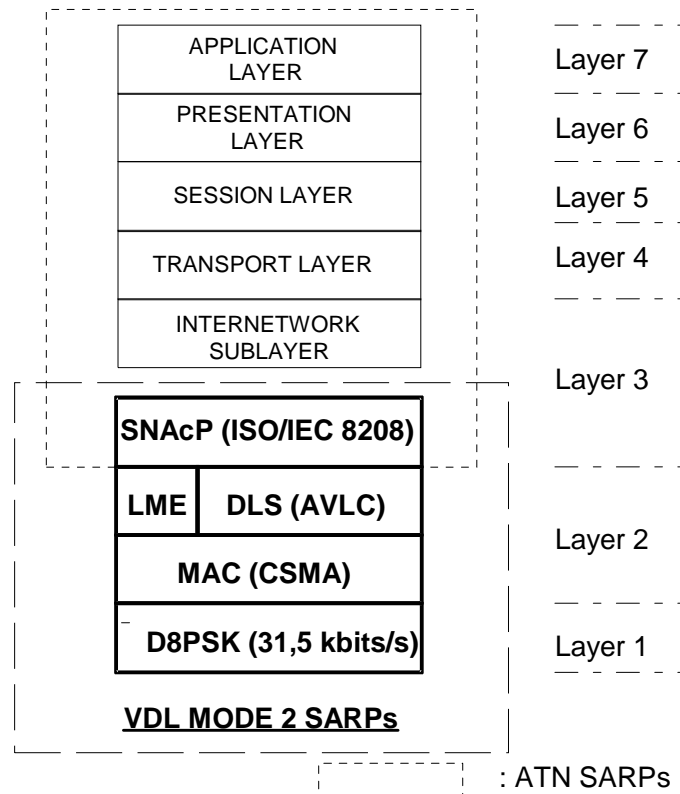 APPLICATION
LAYER
Layer 7
PRESENTATION
LAYER
Layer 6
SESSION LAYER
Layer 5
TRANSPORT LAYER
Layer 4
INTERNETWORK
SUBLAYER
Layer 3
SNAcP (ISO/IEC 8208)
LME
DLS (AVLC)
Layer 2
MAC (CSMA)
D8PSK (31,5 kbits/s)
Layer 1
VDL MODE 2 SARPs
: ATN SARPs